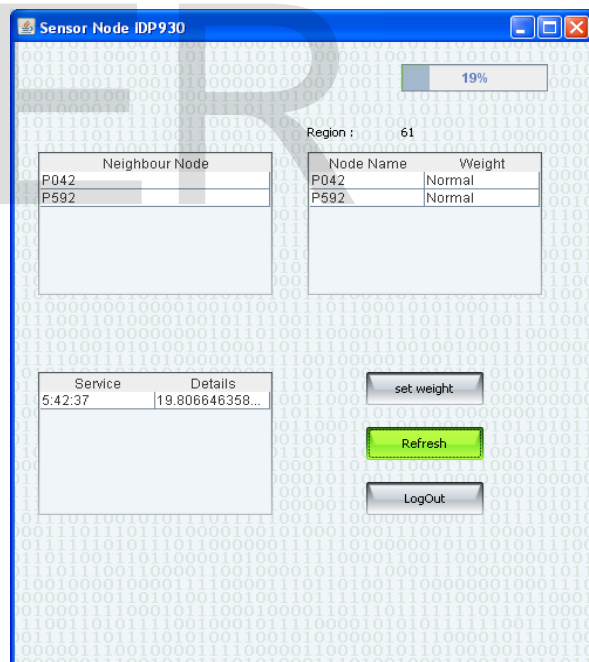 Sensor Node IDP930
19%
Region : 61
Neighbour Node
P042
P592
Node Name Weight
P042 Normal
P592 Normal
Service Details
5:42:37 19.806646358...
set weight
Refresh
LogOut